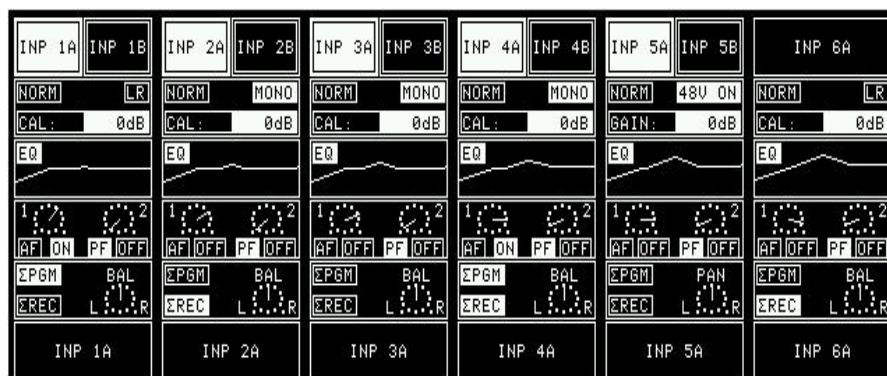 INP 1A INP 1B INP 2A INP 2B INP 3A INP 3B INP 4A INP 4B INP 5A INP 5B INP 6A
NORM LR NORM MONO NORM MONO NORM MONO NORM 48V ON NORM LR
CAL: 0dB CAL: 0dB CAL: 0dB CAL: 0dB GAIN: 0dB CAL: 0dB
EQ EQ EQ EQ EQ EQ
1 2 1 2 1 2 1 2 1 2 1 2
AF ON PF OFF AF OFF PF OFF AF OFF PF OFF AF ON PF OFF AF OFF PF OFF AF OFF PF OFF
ΣPGM BAL ΣPGM BAL ΣPGM BAL ΣPGM BAL ΣPGM PAN ΣPGM BAL
ΣREC L R ΣREC L R ΣREC L R ΣREC L R ΣREC L R ΣREC L R
INP 1A INP 2A INP 3A INP 4A INP 5A INP 6A